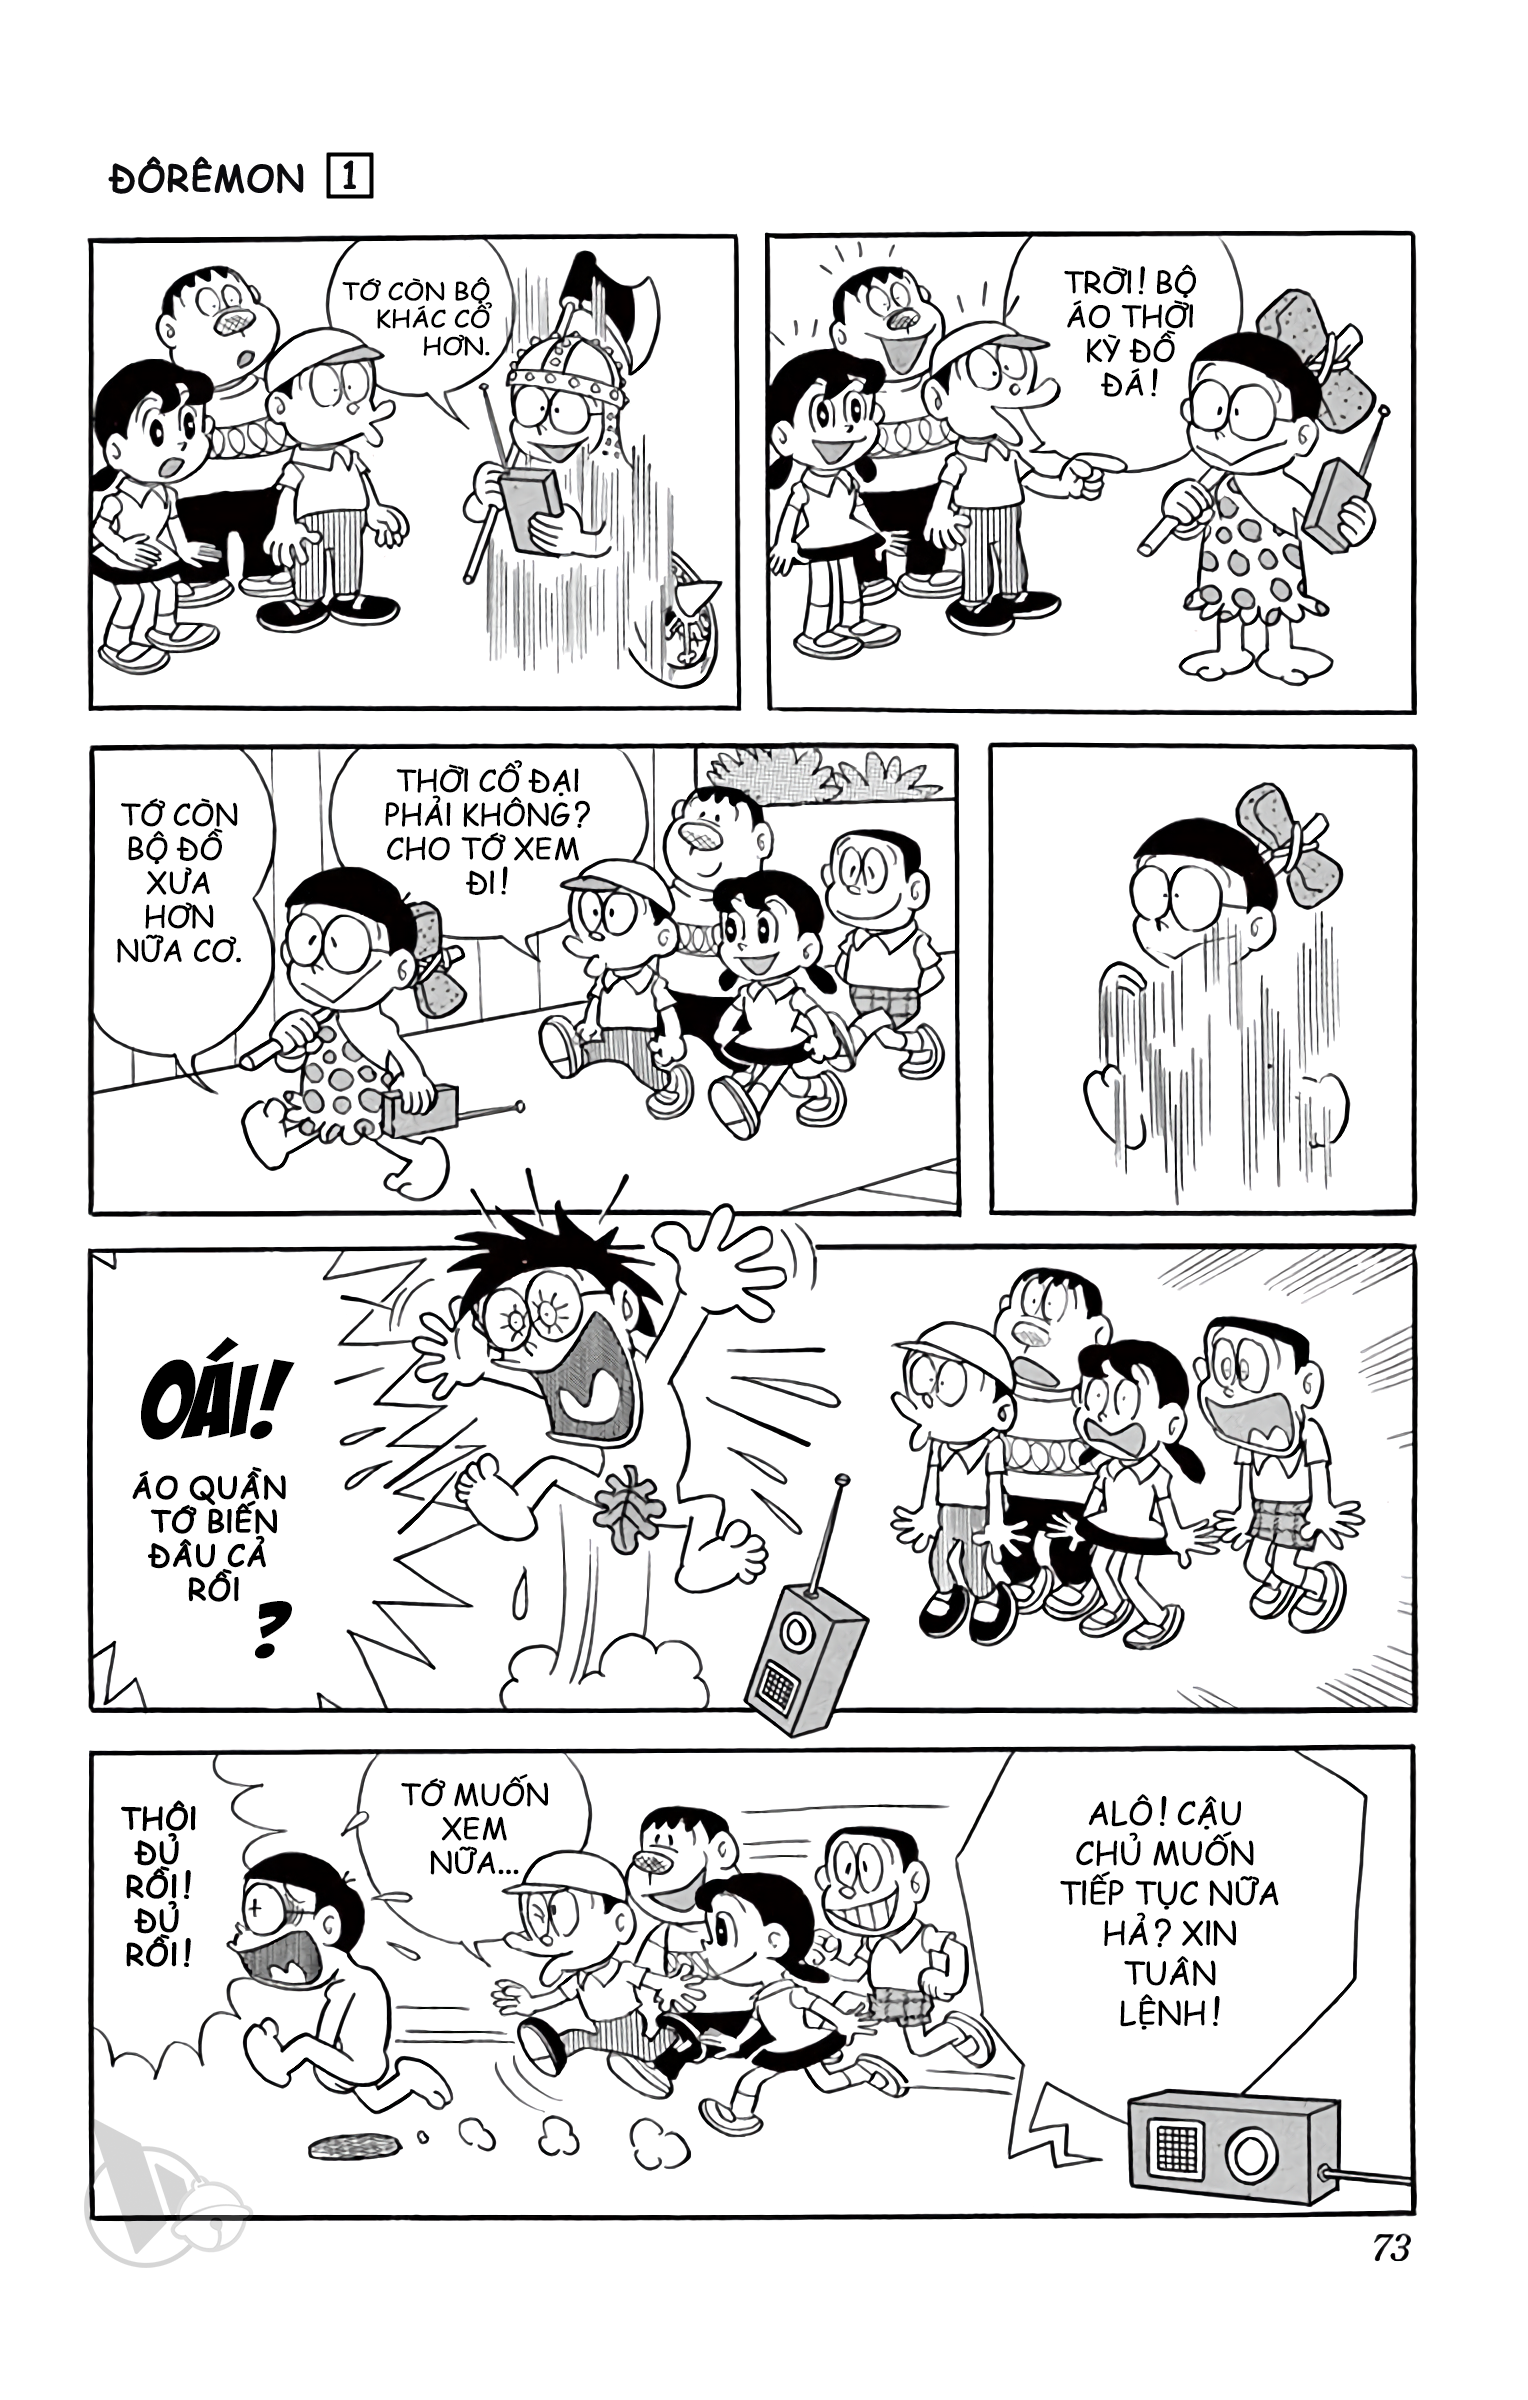 ĐÔRÊMON 1
TỚ CÒN BỘ
KHÁC CỔ
HƠN.
TRỜI! BỘ
ÁO THỜI
KỲ ĐỒ
ĐÁ!
TỚ CÒN
BỘ ĐỒ
XƯA
HƠN
NỮA CƠ.
THỜI CỔ ĐẠI
PHẢI KHÔNG?
CHO TỚ XEM
ĐI!
OÁI!
ÁO QUẦN
TỚ BIẾN
ĐÂU CẢ
RỒI
?
THÔI
ĐỦ
RỒI!
ĐỦ
RỒI!
TỚ MUỐN
XEM
NỮA...
ALÔ! CẬU
CHỦ MUỐN
TIẾP TỤC NỮA
HẢ? XIN
TUÂN
LỆNH!
73